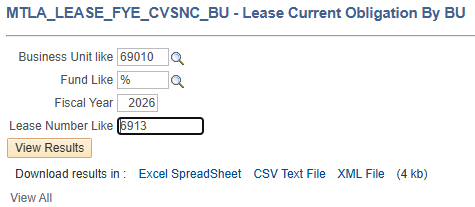 MTLA_LEASE_FYE_CVSNC_BU - Lease Current Obligation By BU
Business Unit like 69010
Fund Like %
Fiscal Year 2026
Lease Number Like 6913
View Results
Download results in : Excel SpreadSheet CSV Text File XML File (4 kb)
View All